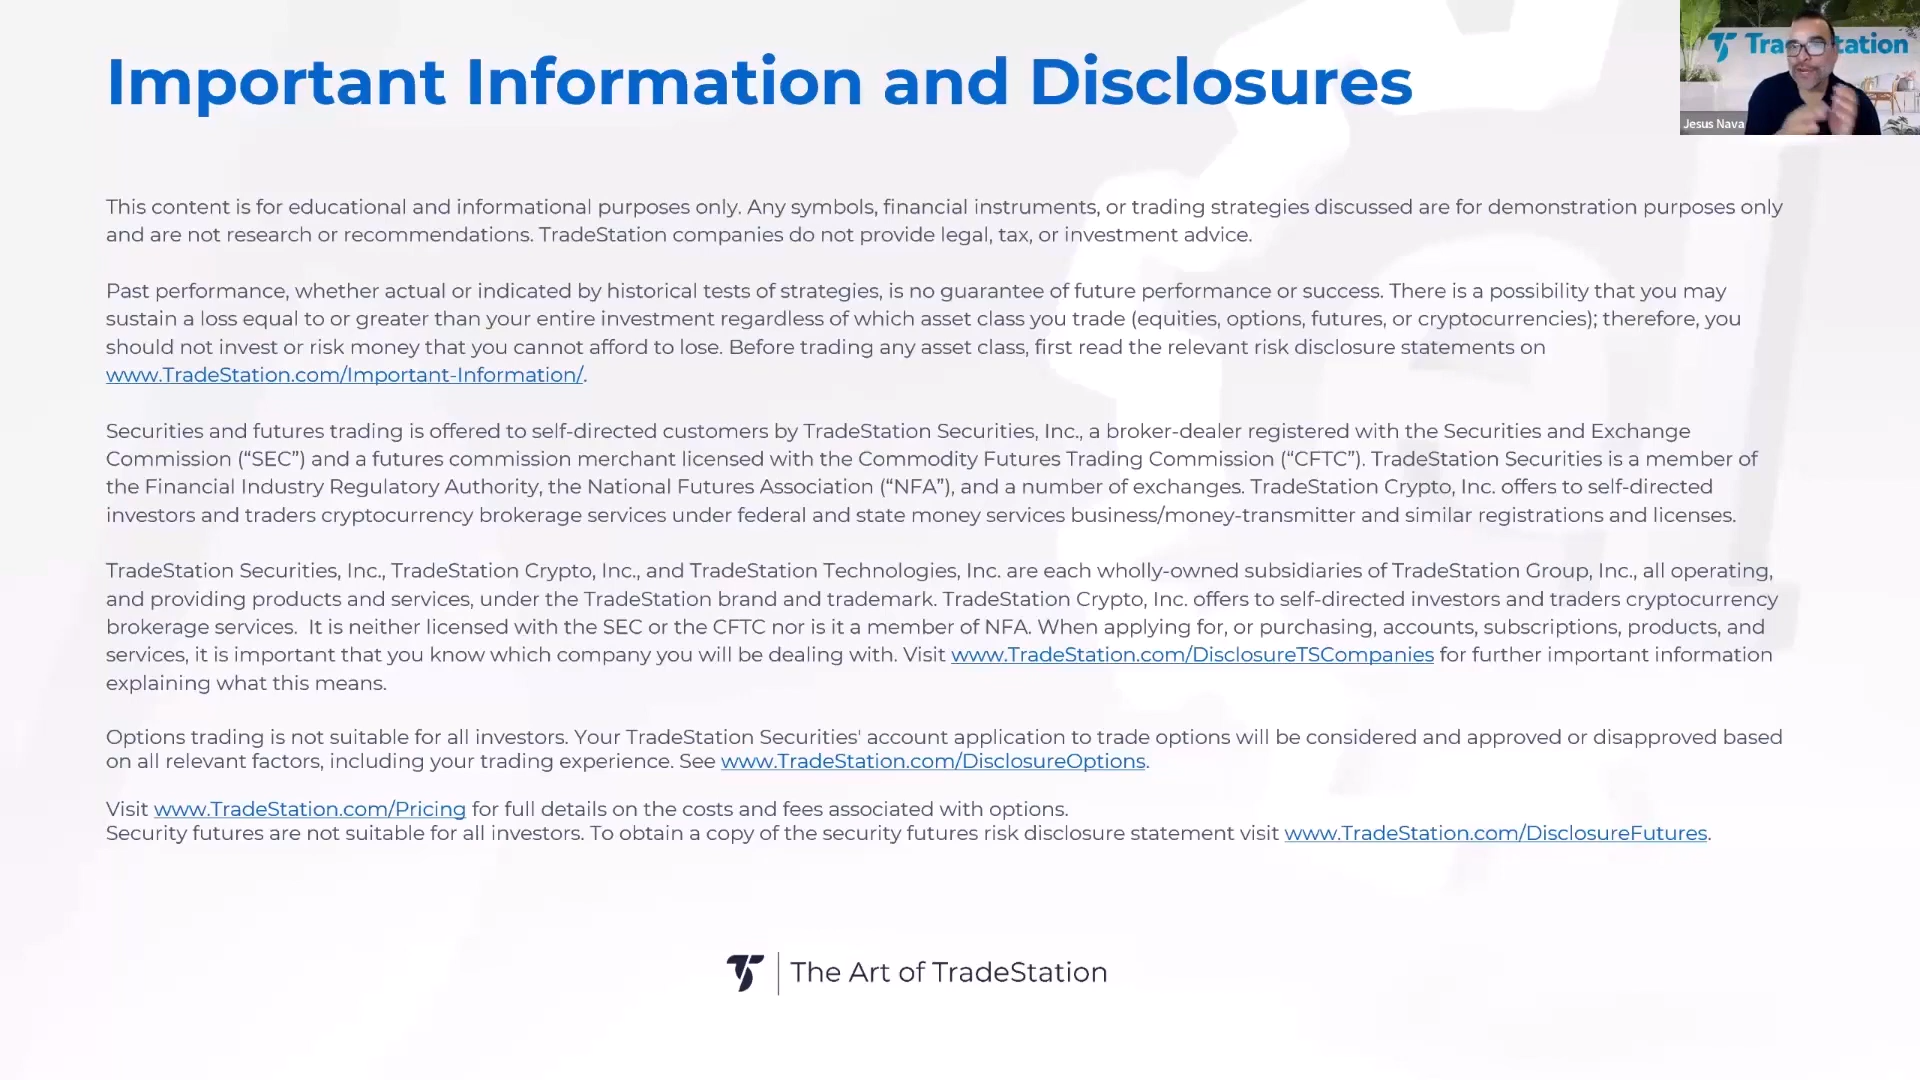 Important Information and Disclosures
TradeStation
Jesus Nava
This content is for educational and informational purposes only. Any symbols, financial instruments, or trading strategies discussed are for demonstration purposes only
and are not research or recommendations. TradeStation companies do not provide legal, tax, or investment advice.
Past performance, whether actual or indicated by historical tests of strategies, is no guarantee of future performance or success. There is a possibility that you may
sustain a loss equal to or greater than your entire investment regardless of which asset class you trade (equities, options, futures, or cryptocurrencies); therefore, you
should not invest or risk money that you cannot afford to lose. Before trading any asset class, first read the relevant risk disclosure statements on
www.TradeStation.com/Important-Information/.
Securities and futures trading is offered to self-directed customers by TradeStation Securities, Inc., a broker-dealer registered with the Securities and Exchange
Commission (“SEC”) and a futures commission merchant licensed with the Commodity Futures Trading Commission (“CFTC”). TradeStation Securities is a member of
the Financial Industry Regulatory Authority, the National Futures Association (“NFA”), and a number of exchanges. TradeStation Crypto, Inc. offers to self-directed
investors and traders cryptocurrency brokerage services under federal and state money services business/money-transmitter and similar registrations and licenses.
TradeStation Securities, Inc., TradeStation Crypto, Inc., and TradeStation Technologies, Inc. are each wholly-owned subsidiaries of TradeStation Group, Inc., all operating,
and providing products and services, under the TradeStation brand and trademark. TradeStation Crypto, Inc. offers to self-directed investors and traders cryptocurrency
brokerage services. It is neither licensed with the SEC or the CFTC nor is it a member of NFA. When applying for, or purchasing, accounts, subscriptions, products, and
services, it is important that you know which company you will be dealing with. Visit www.TradeStation.com/DisclosureTSCompanies for further important information
explaining what this means.
Options trading is not suitable for all investors. Your TradeStation Securities' account application to trade options will be considered and approved or disapproved based
on all relevant factors, including your trading experience. See www.TradeStation.com/DisclosureOptions.
Visit www.TradeStation.com/Pricing for full details on the costs and fees associated with options.
Security futures are not suitable for all investors. To obtain a copy of the security futures risk disclosure statement visit www.TradeStation.com/DisclosureFutures.
The Art of TradeStation